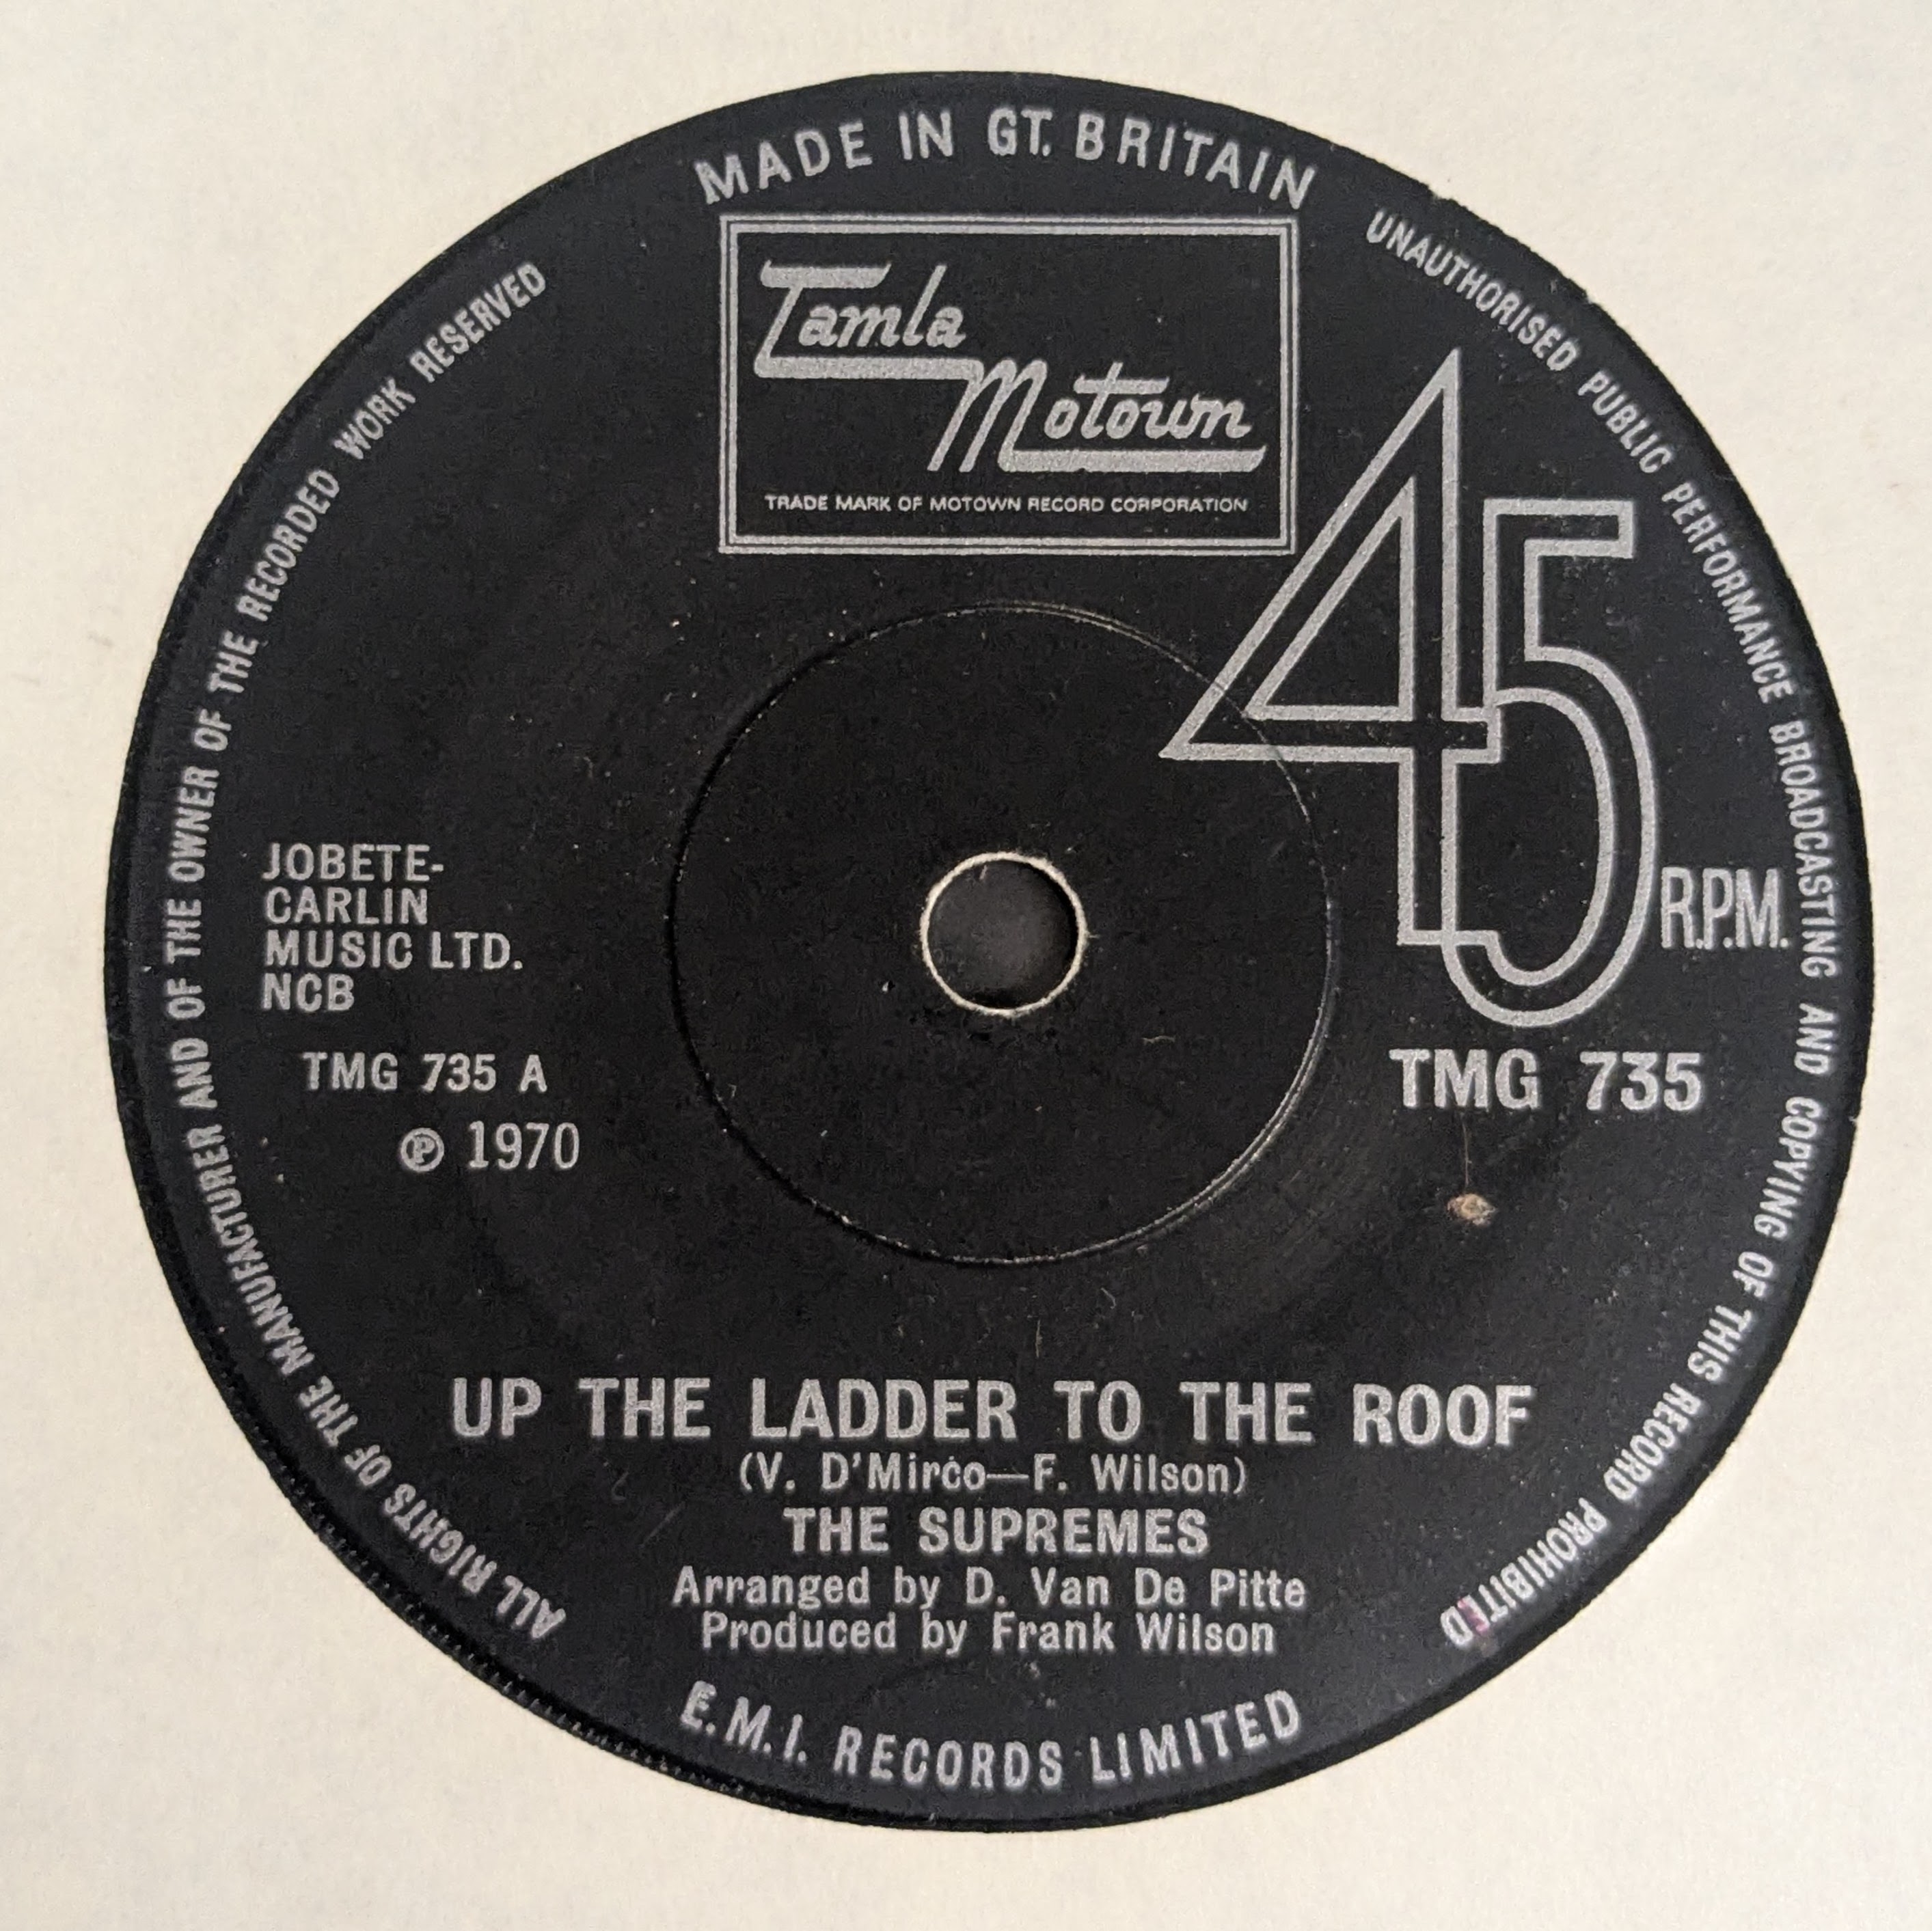 MADE IN GT. BRITAIN
UNAUTHORISED PUBLIC PERFORMANCE BROADCASTING AND COPYING OF THIS RECORD PROHIBITED
ALL RIGHTS OF THE MANUFACTURER AND OF THE OWNER OF THE RECORDED WORK RESERVED
Tamla
Motown
TRADE MARK OF MOTOWN RECORD CORPORATION
45
R.P.M.
JOBETE-
CARLIN
MUSIC LTD.
NCB
TMG 735 A
℗ 1970
TMG 735
UP THE LADDER TO THE ROOF
(V. D'Mirco—F. Wilson)
THE SUPREMES
Arranged by D. Van De Pitte
Produced by Frank Wilson
E.M.I. RECORDS LIMITED